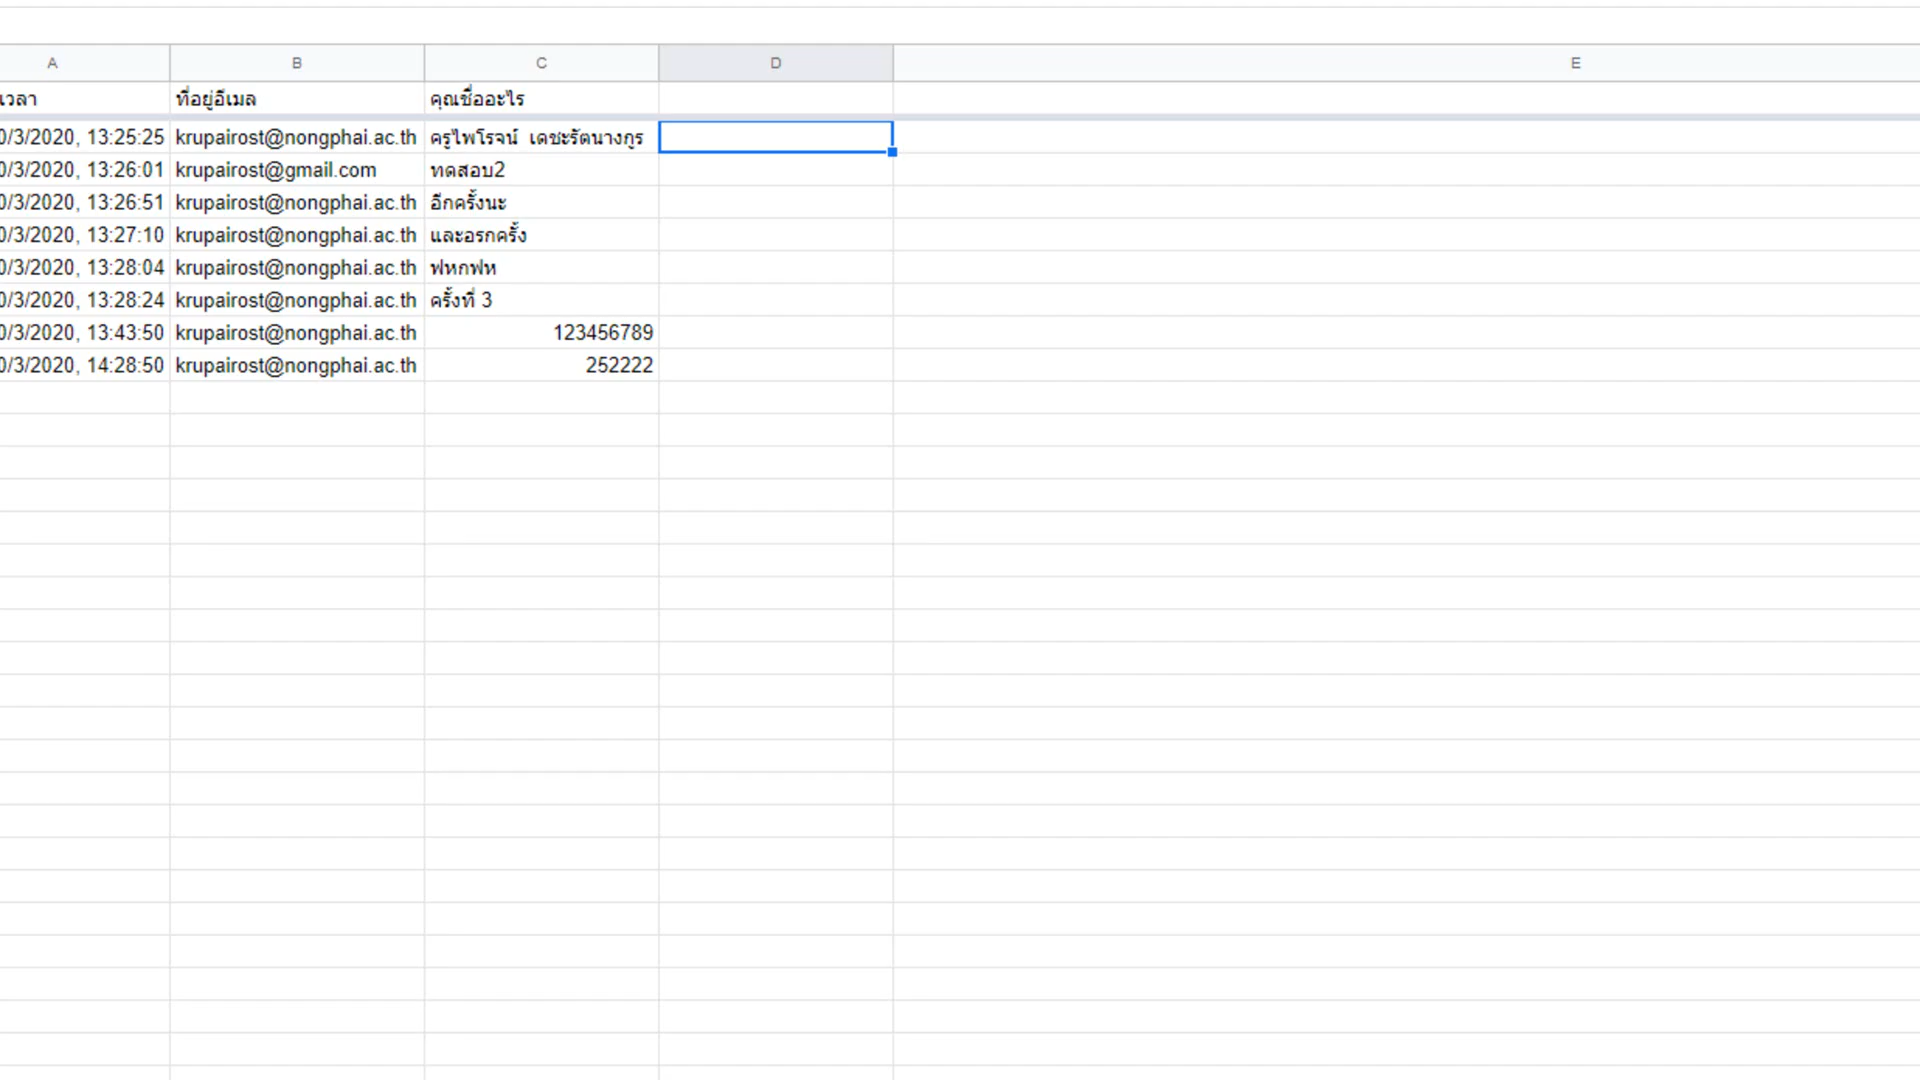 A B C D E
เวลา ที่อยู่อีเมล คุณชื่ออะไร
0/3/2020, 13:25:25 krupairost@nongphai.ac.th ครูไพโรจน์ เดชะรัตนางกูร
0/3/2020, 13:26:01 krupairost@gmail.com ทดสอบ2
0/3/2020, 13:26:51 krupairost@nongphai.ac.th อีกครั้งนะ
0/3/2020, 13:27:10 krupairost@nongphai.ac.th และอรกครั้ง
0/3/2020, 13:28:04 krupairost@nongphai.ac.th ฟหกฟห
0/3/2020, 13:28:24 krupairost@nongphai.ac.th ครั้งที่ 3
0/3/2020, 13:43:50 krupairost@nongphai.ac.th 123456789
0/3/2020, 14:28:50 krupairost@nongphai.ac.th 252222